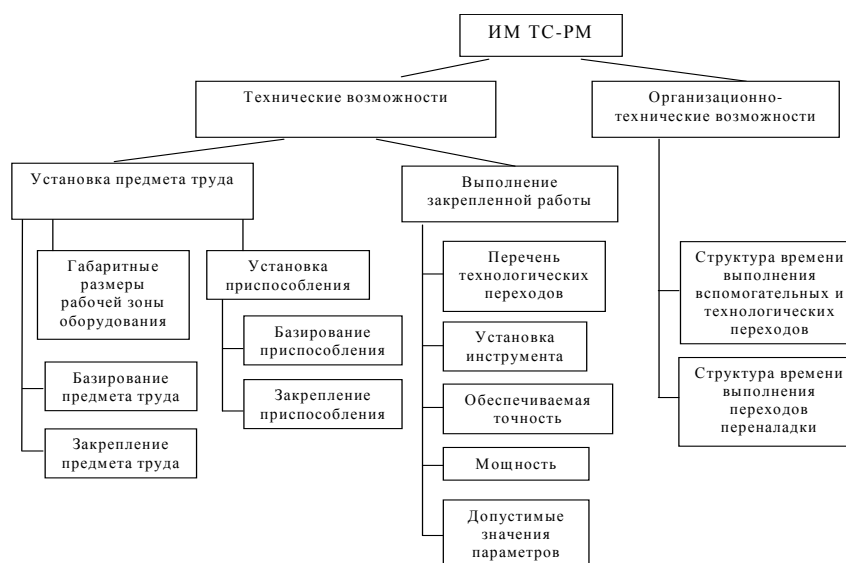 ИМ ТС-РМ
Технические возможности
Организационно-
технические возможности
Установка предмета труда
Выполнение
закрепленной работы
Габаритные
размеры
рабочей зоны
оборудования
Установка
приспособления
Базирование
приспособления
Закрепление
приспособления
Базирование
предмета труда
Закрепление
предмета труда
Перечень
технологических
переходов
Установка
инструмента
Обеспечиваемая
точность
Мощность
Допустимые
значения
параметров
Структура времени
выполнения
вспомогательных и
технологических
переходов
Структура времени
выполнения
переходов
переналадки